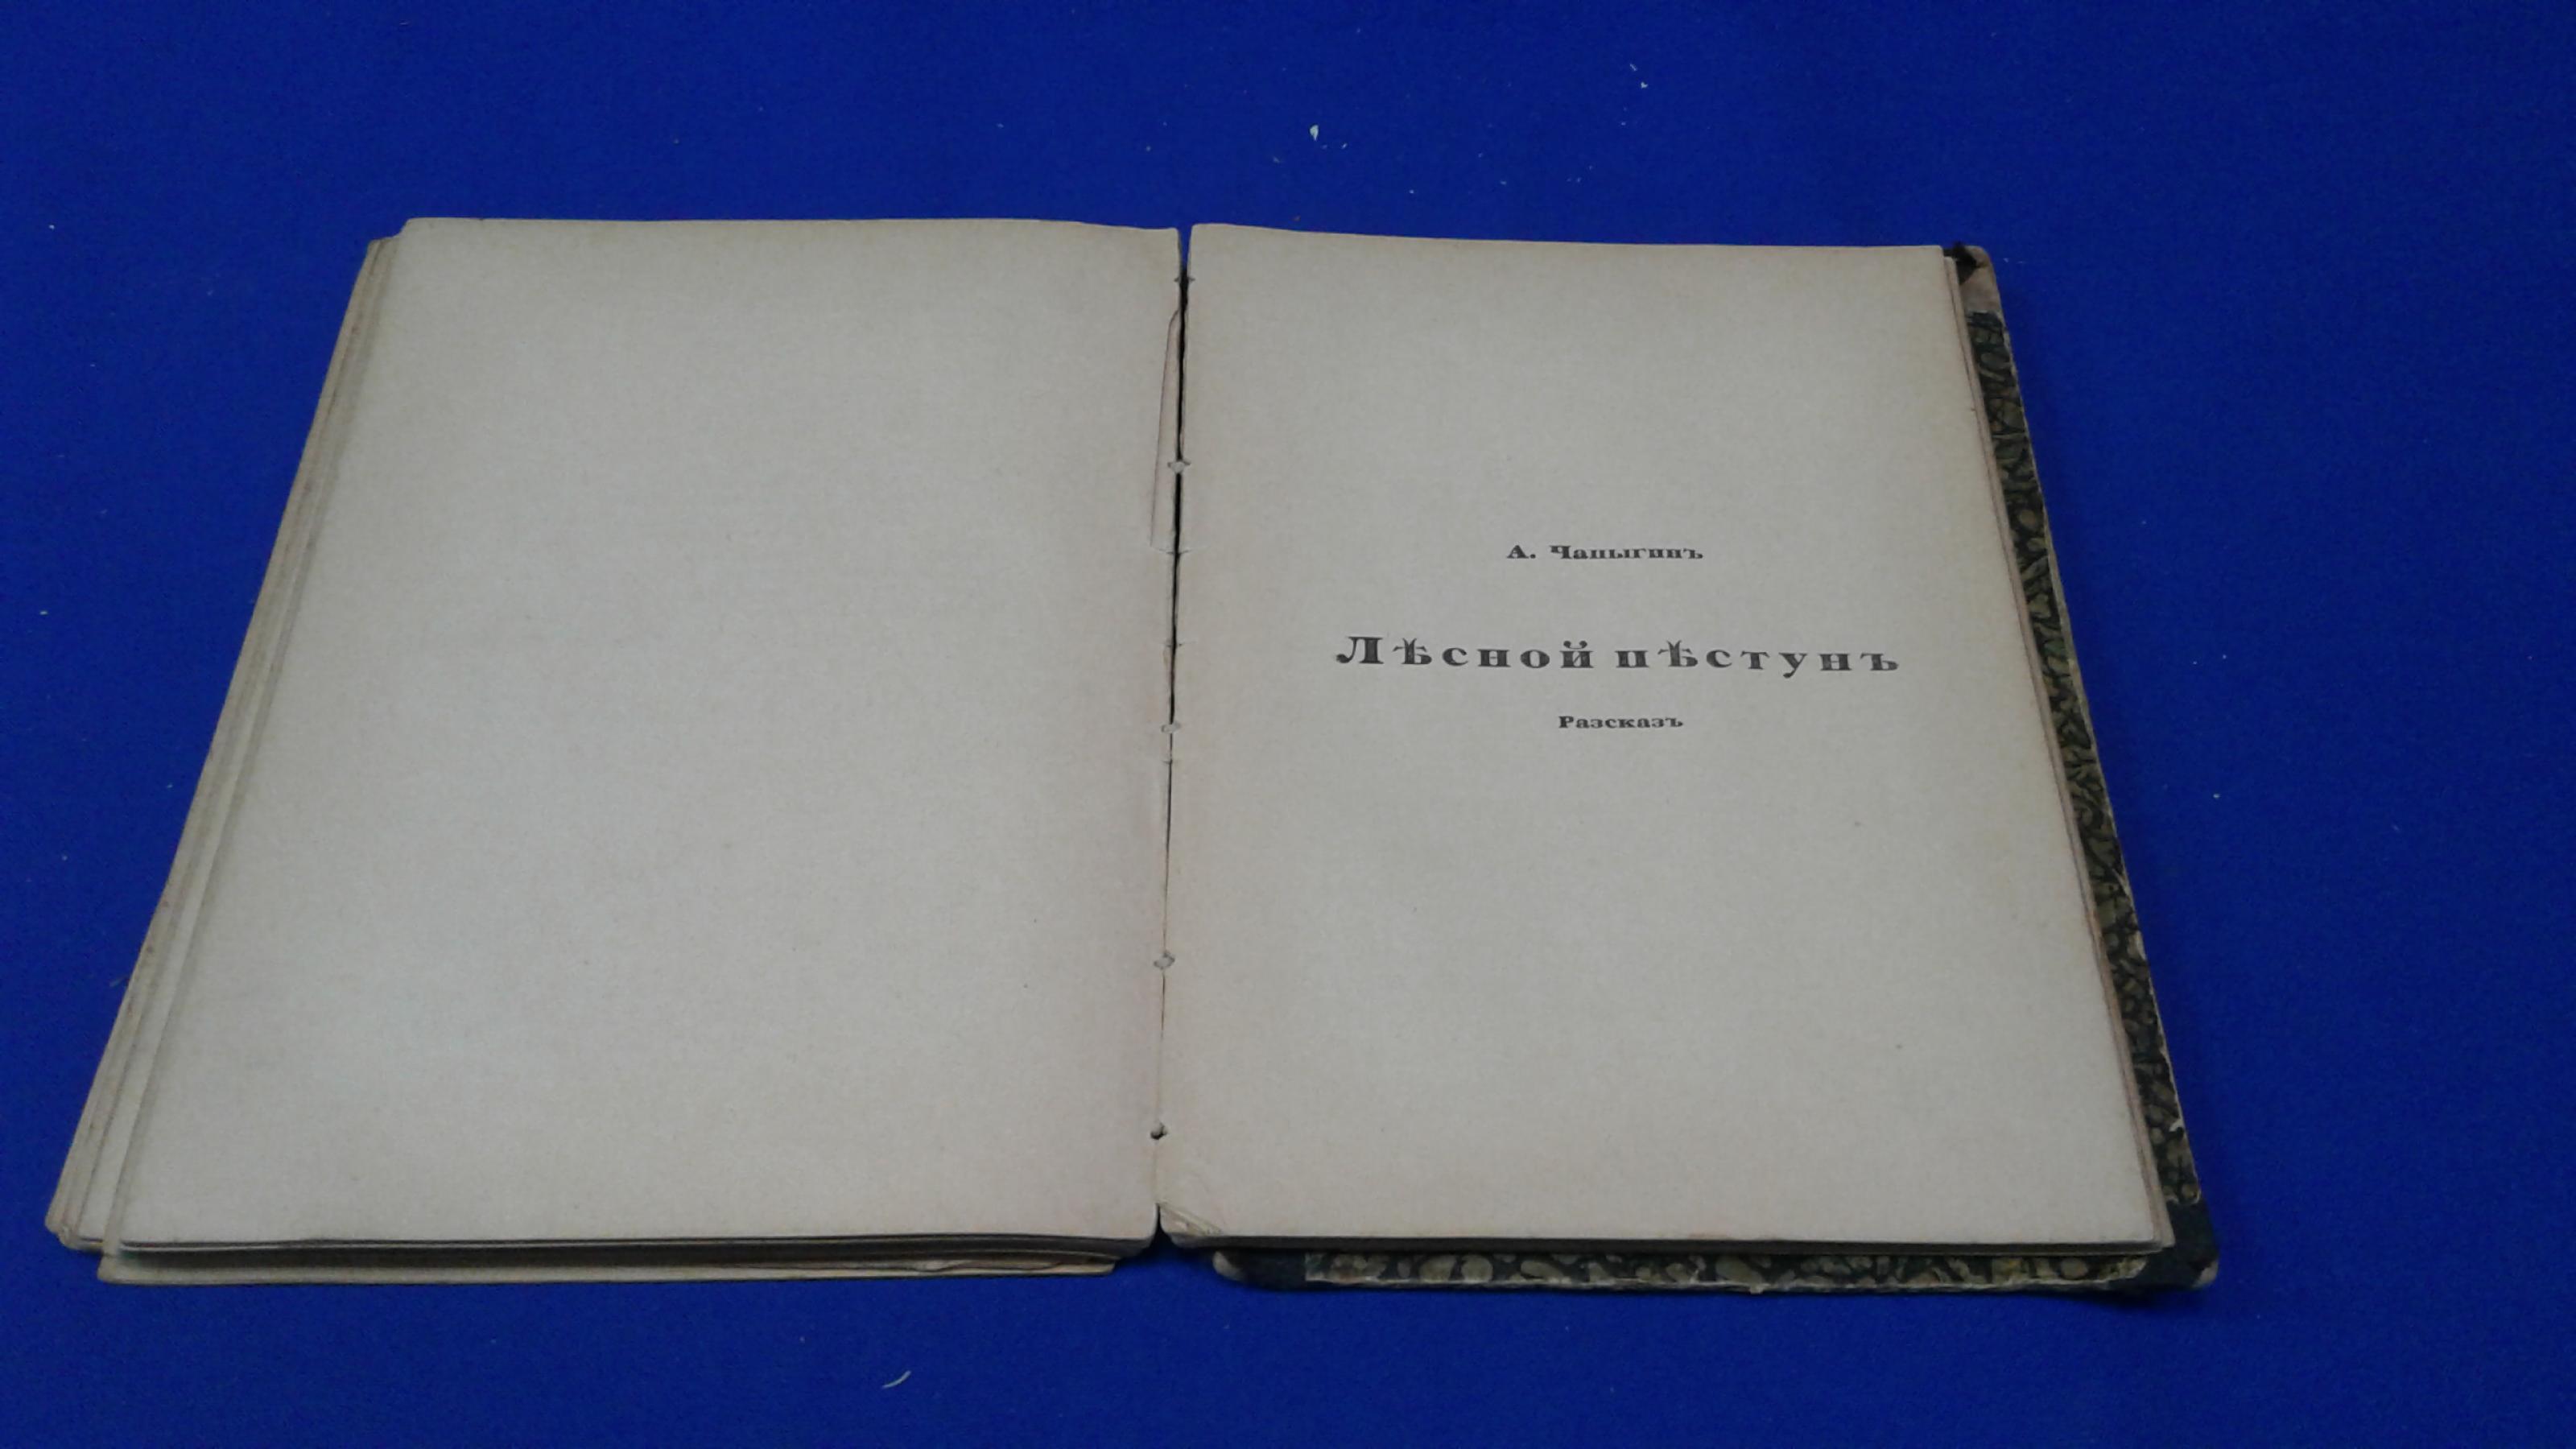 А. Чапыгинъ
Лѣсной пѣстунъ
Разсказъ